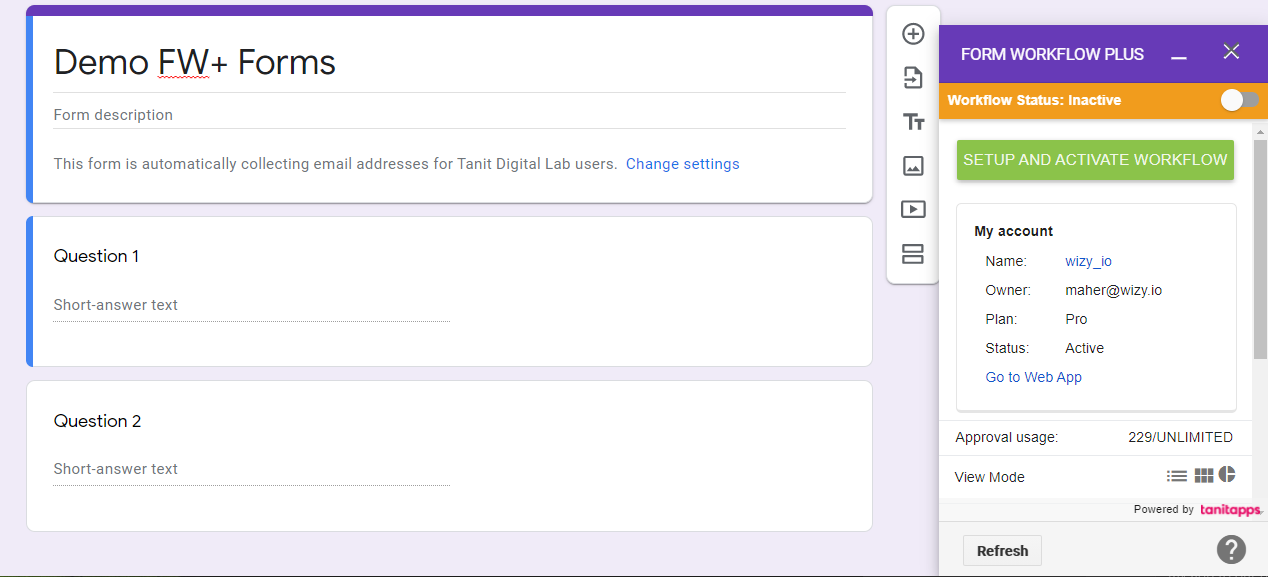 Demo FW+ Forms
Form description
This form is automatically collecting email addresses for Tanit Digital Lab users. Change settings
Question 1
Short-answer text
Question 2
Short-answer text
Tт
FORM WORKFLOW PLUS
Workflow Status: Inactive
SETUP AND ACTIVATE WORKFLOW
My account
Name: wizy_io
Owner: maher@wizy.io
Plan: Pro
Status: Active
Go to Web App
Approval usage: 229/UNLIMITED
View Mode
Powered by tanitapps
Refresh
?